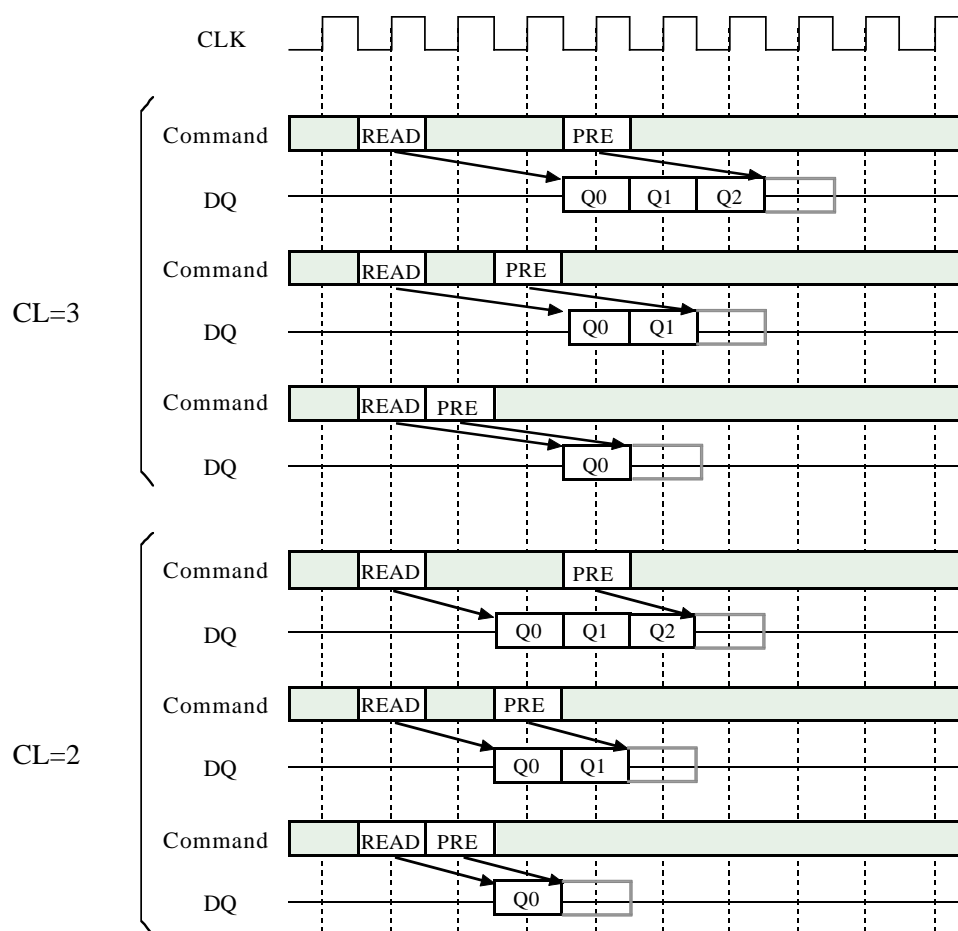 CLK
Command READ PRE
DQ Q0 Q1 Q2
Command READ PRE
CL=3
DQ Q0 Q1
Command READ PRE
DQ Q0
Command READ PRE
DQ Q0 Q1 Q2
Command READ PRE
CL=2
DQ Q0 Q1
Command READ PRE
DQ Q0